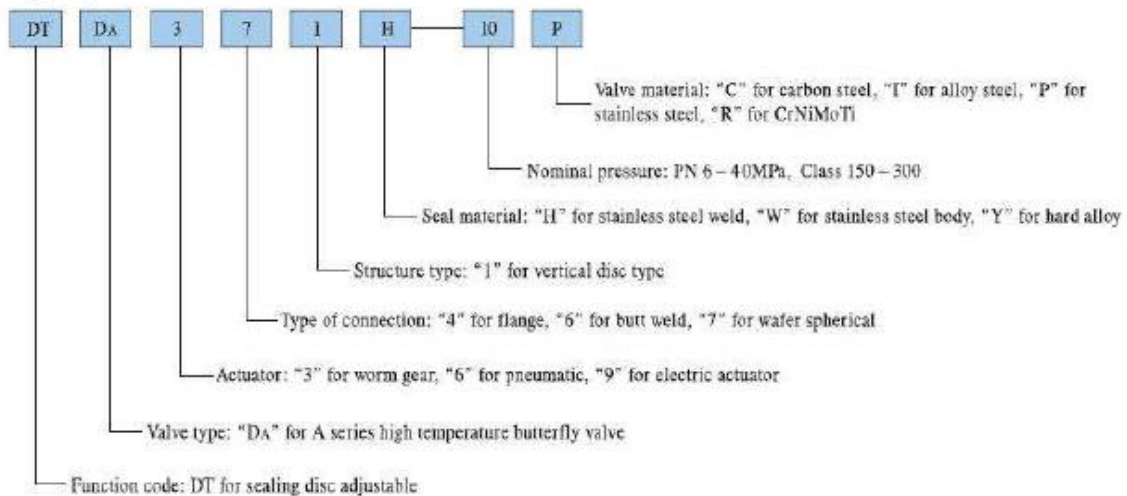 DT DA 3 7 1 H 10 P
Valve material: "C" for carbon steel, "I" for alloy steel, "P" for
stainless steel, "R" for CrNiMoTi
Nominal pressure: PN 6–40MPa, Class 150–300
Seal material: "H" for stainless steel weld, "W" for stainless steel body, "Y" for hard alloy
Structure type: "1" for vertical disc type
Type of connection: "4" for flange, "6" for butt weld, "7" for wafer spherical
Actuator: "3" for worm gear, "6" for pneumatic, "9" for electric actuator
Valve type: "DA" for A series high temperature butterfly valve
Function code: DT for sealing disc adjustable